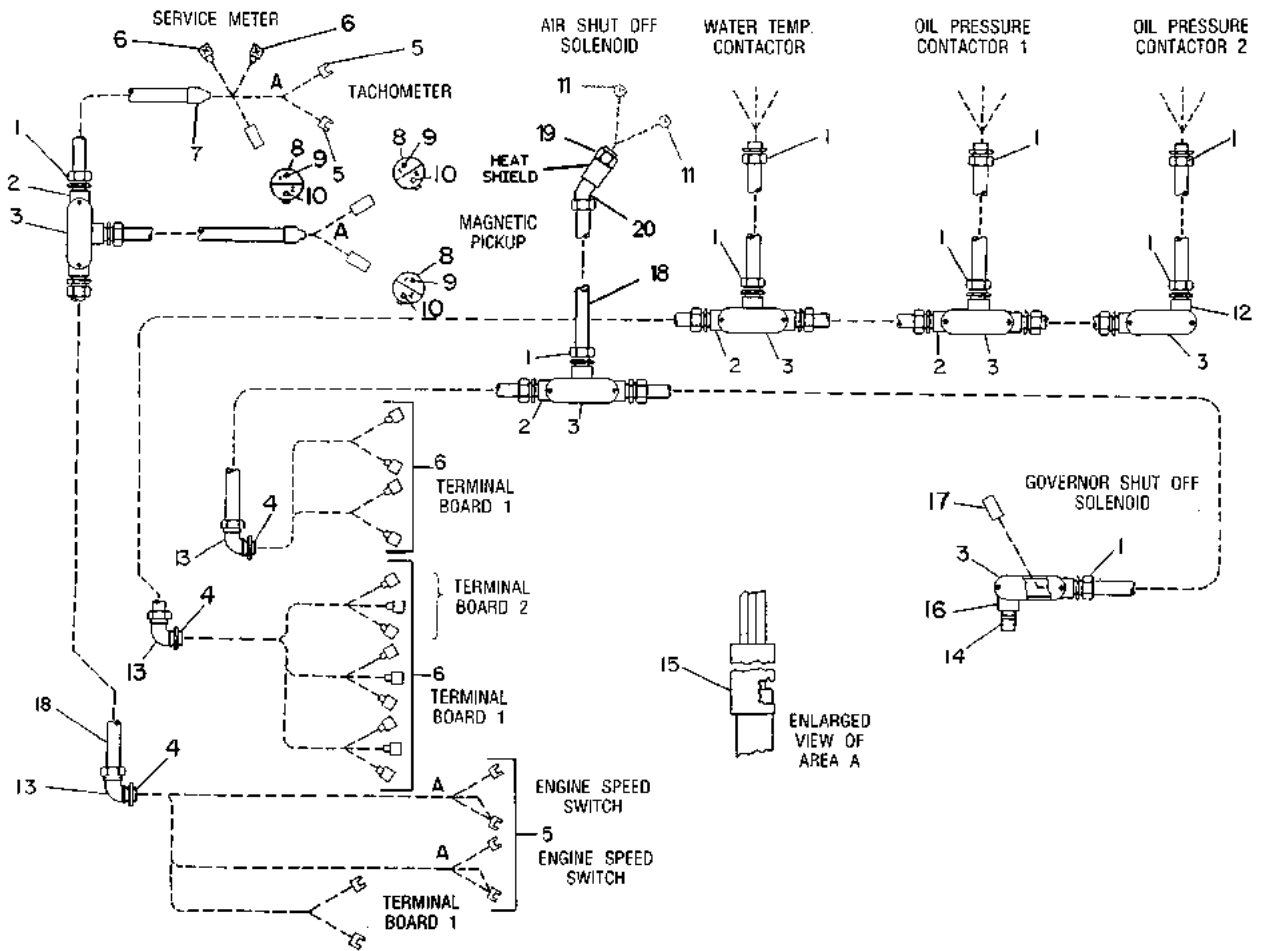 SERVICE METER
6
6
5
AIR SHUT OFF
SOLENOID
WATER TEMP.
CONTACTOR
OIL PRESSURE
CONTACTOR 1
OIL PRESSURE
CONTACTOR 2
A
TACHOMETER
11
11
1
7
8
9
5
10
8
9
10
19
HEAT
SHIELD
20
1
1
1
2
3
A
MAGNETIC
PICKUP
8
9
10
18
1
1
1
12
2
3
2
3
3
1
2
3
6
TERMINAL
BOARD 1
4
13
GOVERNOR SHUT OFF
SOLENOID
17
3
1
16
14
TERMINAL
BOARD 2
4
13
6
TERMINAL
BOARD 1
15
ENLARGED
VIEW OF
AREA A
18
4
13
A
ENGINE SPEED
SWITCH
5
A
ENGINE SPEED
SWITCH
TERMINAL
BOARD 1